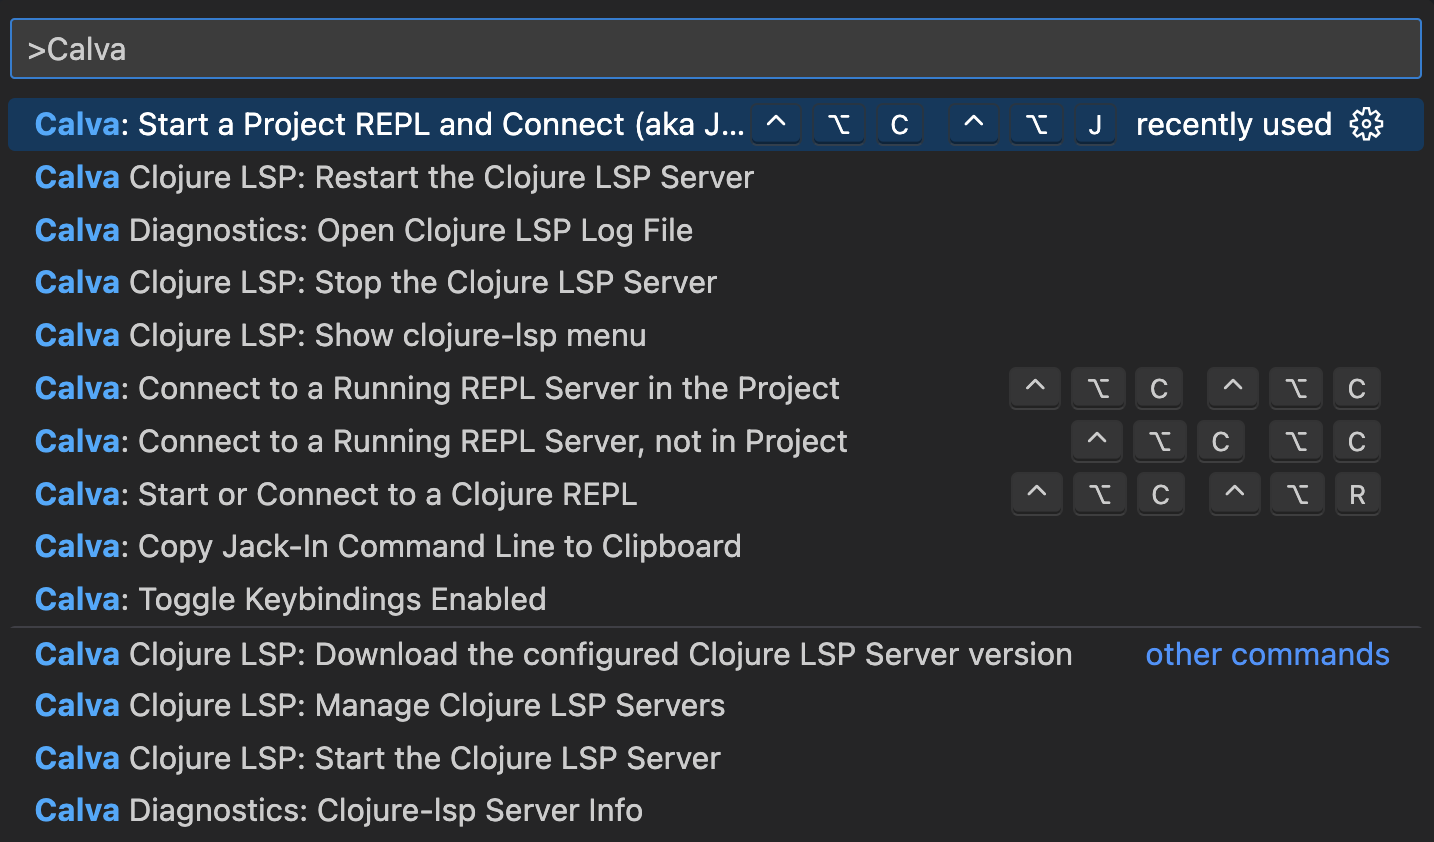 >Calva
Calva: Start a Project REPL and Connect (aka J... ^ ⌥ C ^ ⌥ J recently used
Calva Clojure LSP: Restart the Clojure LSP Server
Calva Diagnostics: Open Clojure LSP Log File
Calva Clojure LSP: Stop the Clojure LSP Server
Calva Clojure LSP: Show clojure-lsp menu
Calva: Connect to a Running REPL Server in the Project ^ ⌥ C ^ ⌥ C
Calva: Connect to a Running REPL Server, not in Project ^ ⌥ C ⌥ C
Calva: Start or Connect to a Clojure REPL ^ ⌥ C ^ ⌥ R
Calva: Copy Jack-In Command Line to Clipboard
Calva: Toggle Keybindings Enabled
Calva Clojure LSP: Download the configured Clojure LSP Server version other commands
Calva Clojure LSP: Manage Clojure LSP Servers
Calva Clojure LSP: Start the Clojure LSP Server
Calva Diagnostics: Clojure-lsp Server Info